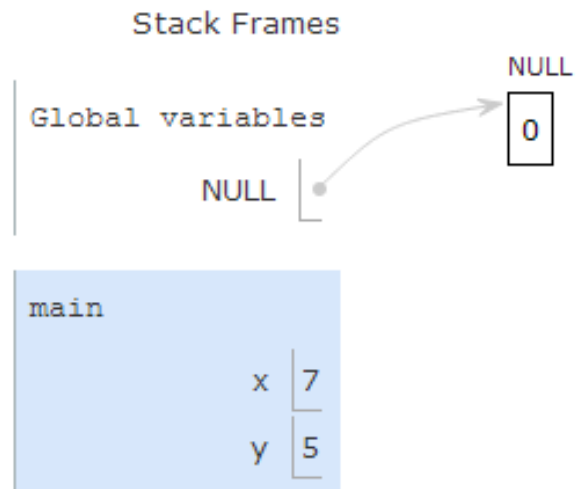 Stack Frames
NULL
Global variables
0
NULL
main
x 7
y 5